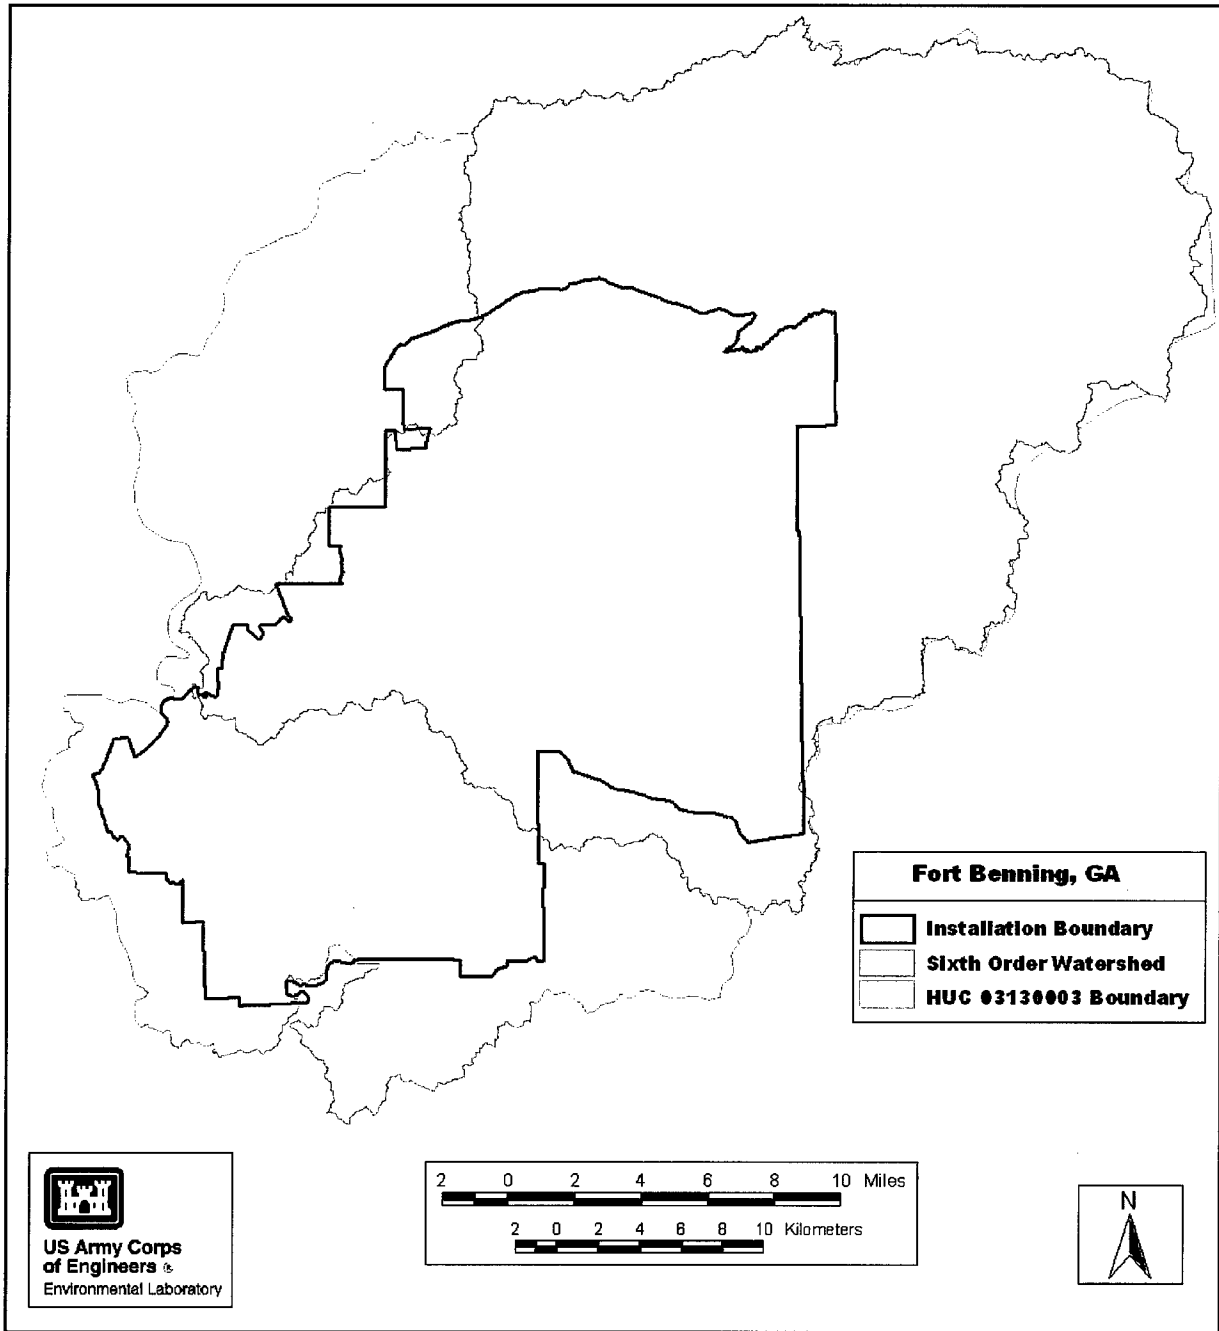 Fort Benning, GA
Installation Boundary
Sixth Order Watershed
HUC 03130003 Boundary
2 0 2 4 6 8 10 Miles
2 0 2 4 6 8 10 Kilometers
N
US Army Corps
of Engineers ®
Environmental Laboratory